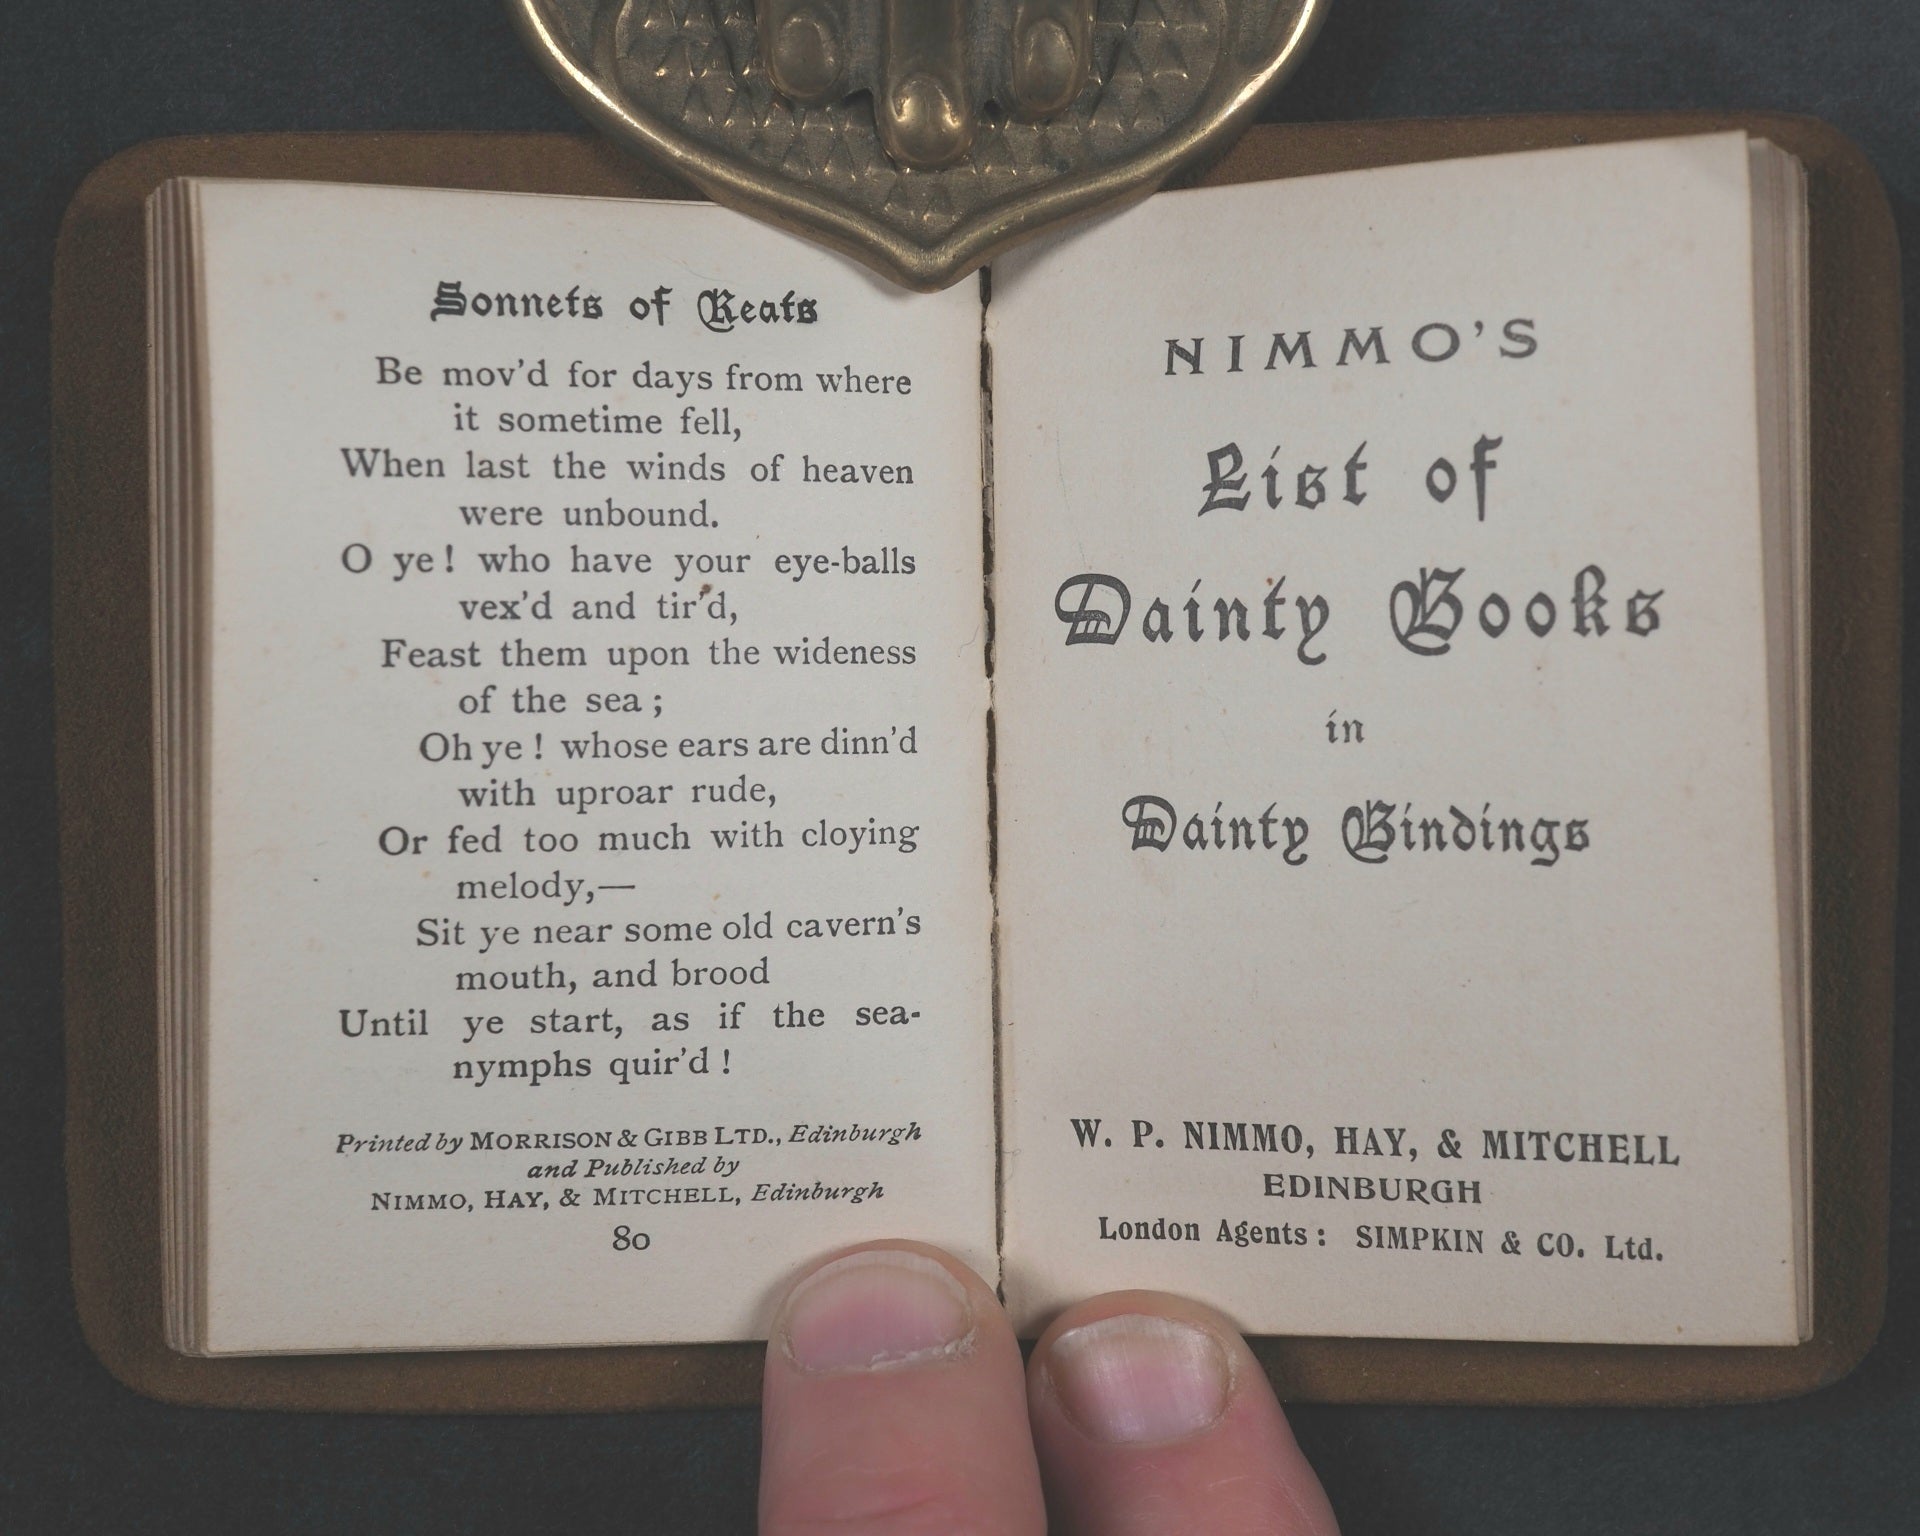 Sonnets of Keats
Be mov'd for days from where
it sometime fell,
When last the winds of heaven
were unbound.
O ye! who have your eye-balls
vex'd and tir'd,
Feast them upon the wideness
of the sea;
Oh ye! whose ears are dinn'd
with uproar rude,
Or fed too much with cloying
melody,—
Sit ye near some old cavern's
mouth, and brood
Until ye start, as if the sea-
nymphs quir'd!
Printed by MORRISON & GIBB LTD., Edinburgh
and Published by
NIMMO, HAY, & MITCHELL, Edinburgh
80
NIMMO'S
List of
Dainty Books
in
Dainty Bindings
W. P. NIMMO, HAY, & MITCHELL
EDINBURGH
London Agents: SIMPKIN & CO. Ltd.